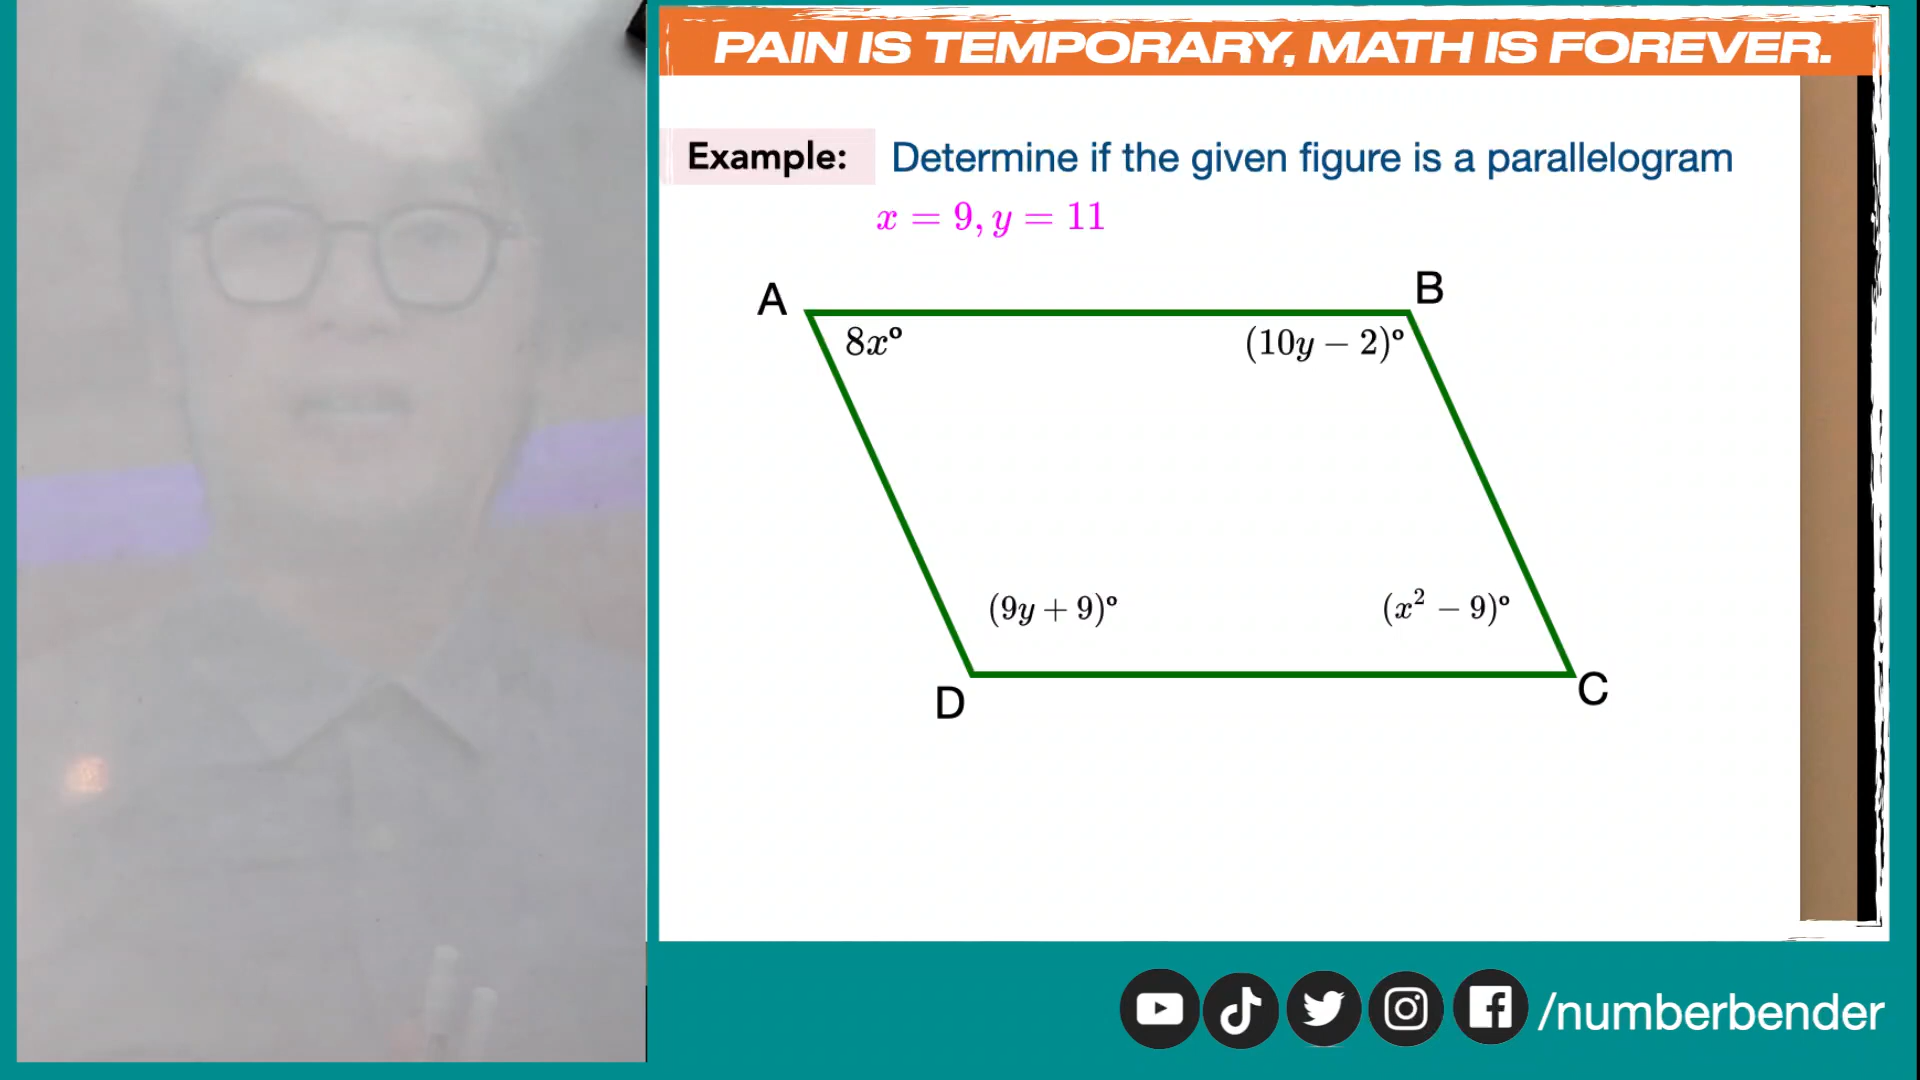 PAIN IS TEMPORARY, MATH IS FOREVER.
Example: Determine if the given figure is a parallelogram
x = 9, y = 11
A
B
8xº
(10y − 2)º
(9y + 9)º
(x² − 9)º
D
C
/numberbender